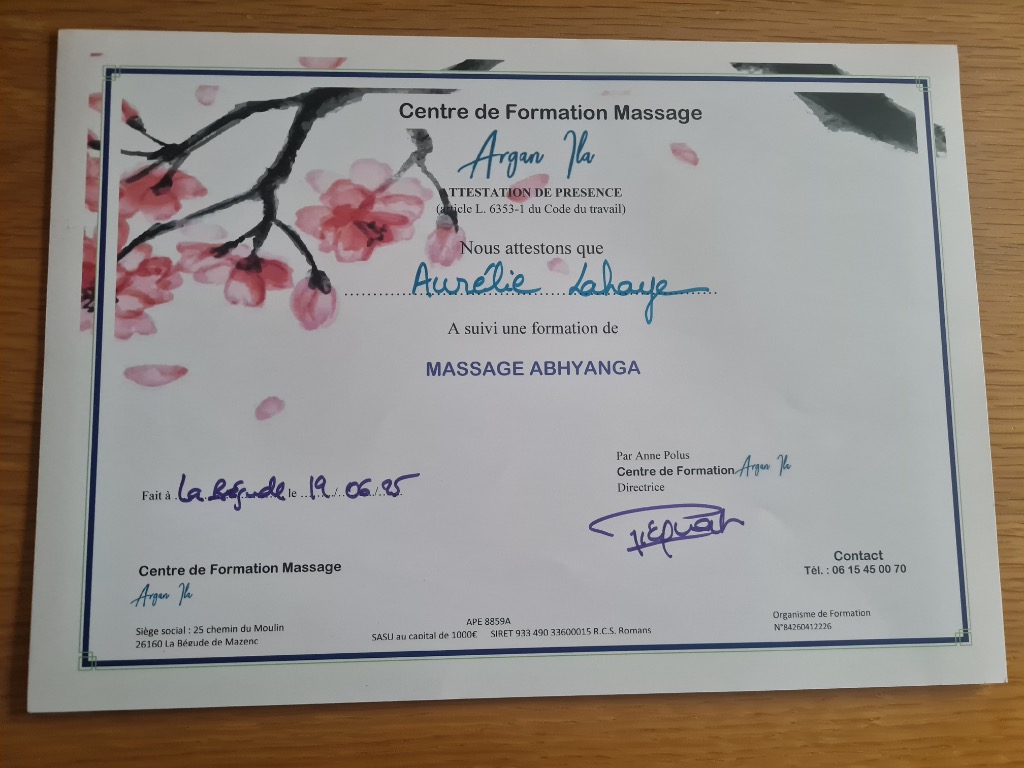 Centre de Formation Massage
Argan Ila
ATTESTATION DE PRESENCE
(article L. 6353-1 du Code du travail)
Nous attestons que
Aurélie Lahaye
A suivi une formation de
MASSAGE ABHYANGA
Par Anne Polus
Centre de Formation Argan Ila
Directrice
Fait à La Bégude le 19/06/25
Centre de Formation Massage
Argan Ila
Contact
Tèl. : 06 15 45 00 70
Siège social : 25 chemin du Moulin
26160 La Bégude de Mazenc
APE 8859A
SASU au capital de 1000€ SIRET 933 490 33600015 R.C.S. Romans
Organisme de Formation
N°84260412226